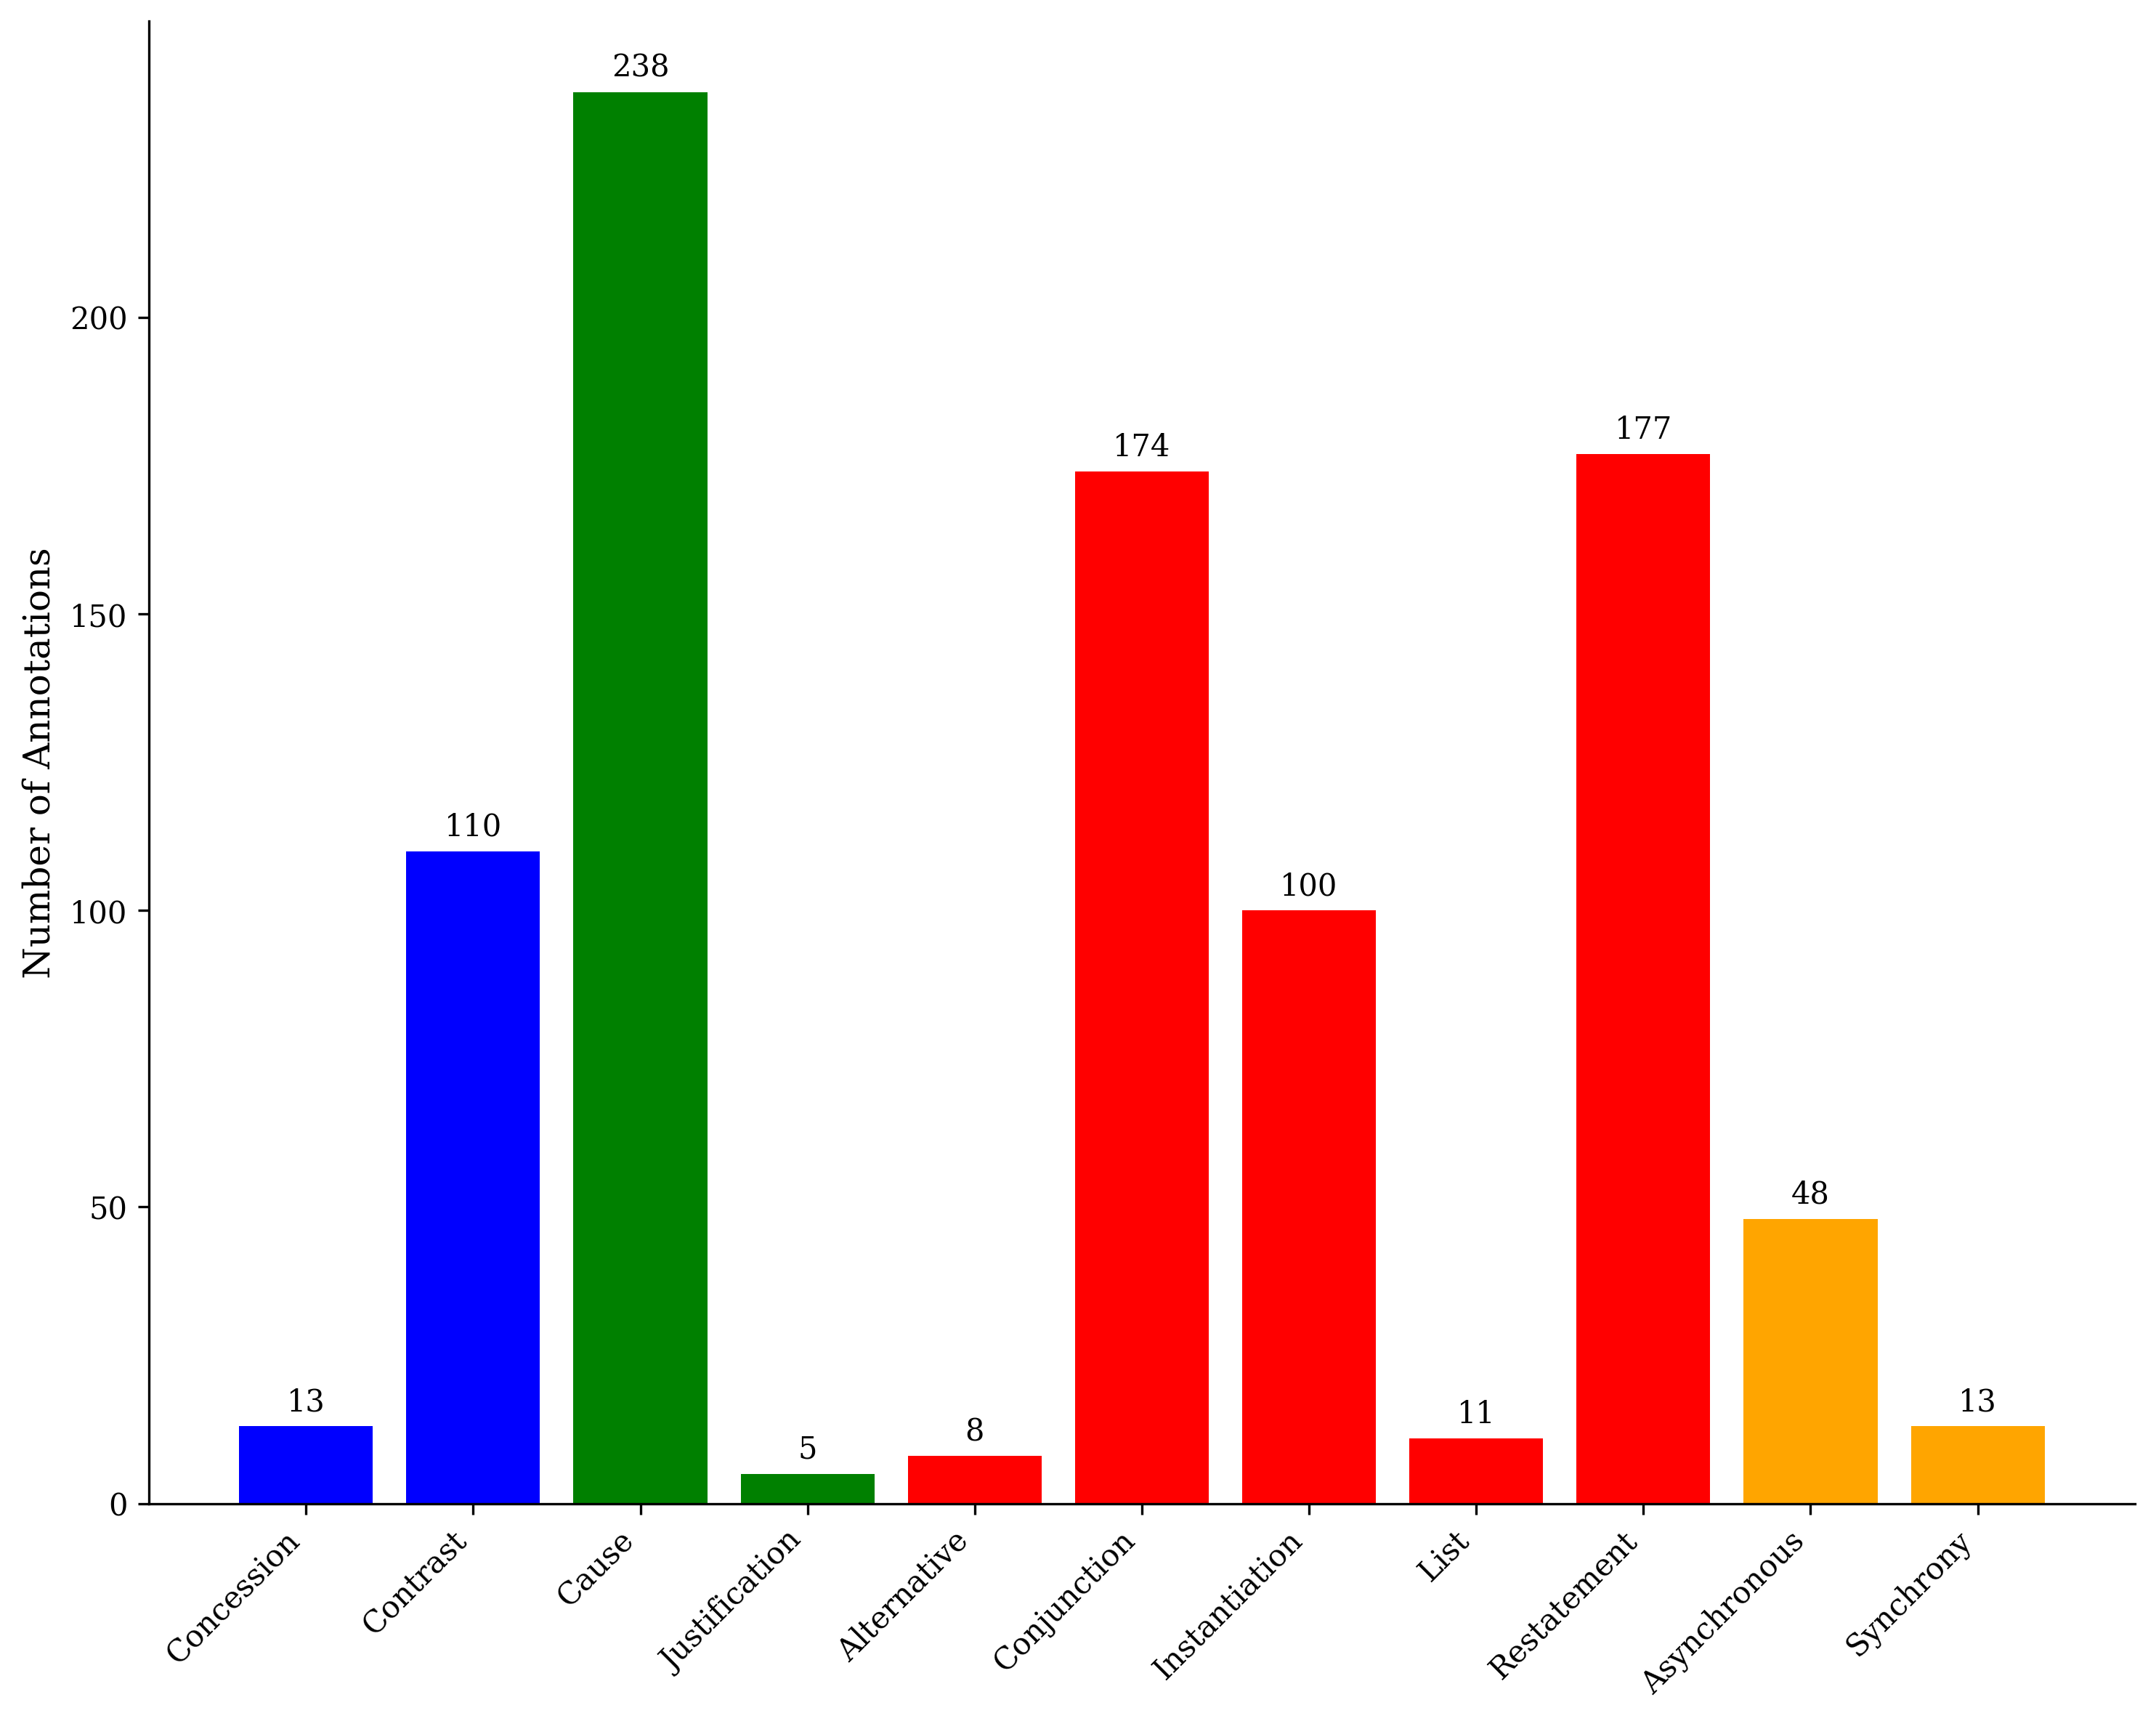 Number of Annotations
200
150
100
50
0
13
110
238
5
8
174
100
11
177
48
13
Concession
Contrast
Cause
Justification
Alternative
Conjunction
Instantiation
List
Restatement
Asynchronous
Synchrony